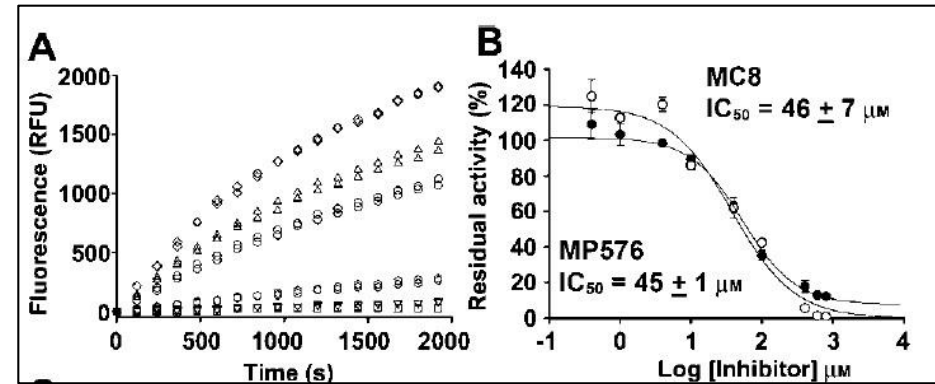 A
Fluorescence (RFU)
2000
1500
1000
500
0
0 500 1000 1500 2000
Time (s)
B
Residual activity (%)
140
120
100
80
60
40
20
0
MC8
IC50 = 46 ± 7 μM
MP576
IC50 = 45 ± 1 μM
-1 0 1 2 3 4
Log [Inhibitor] μM